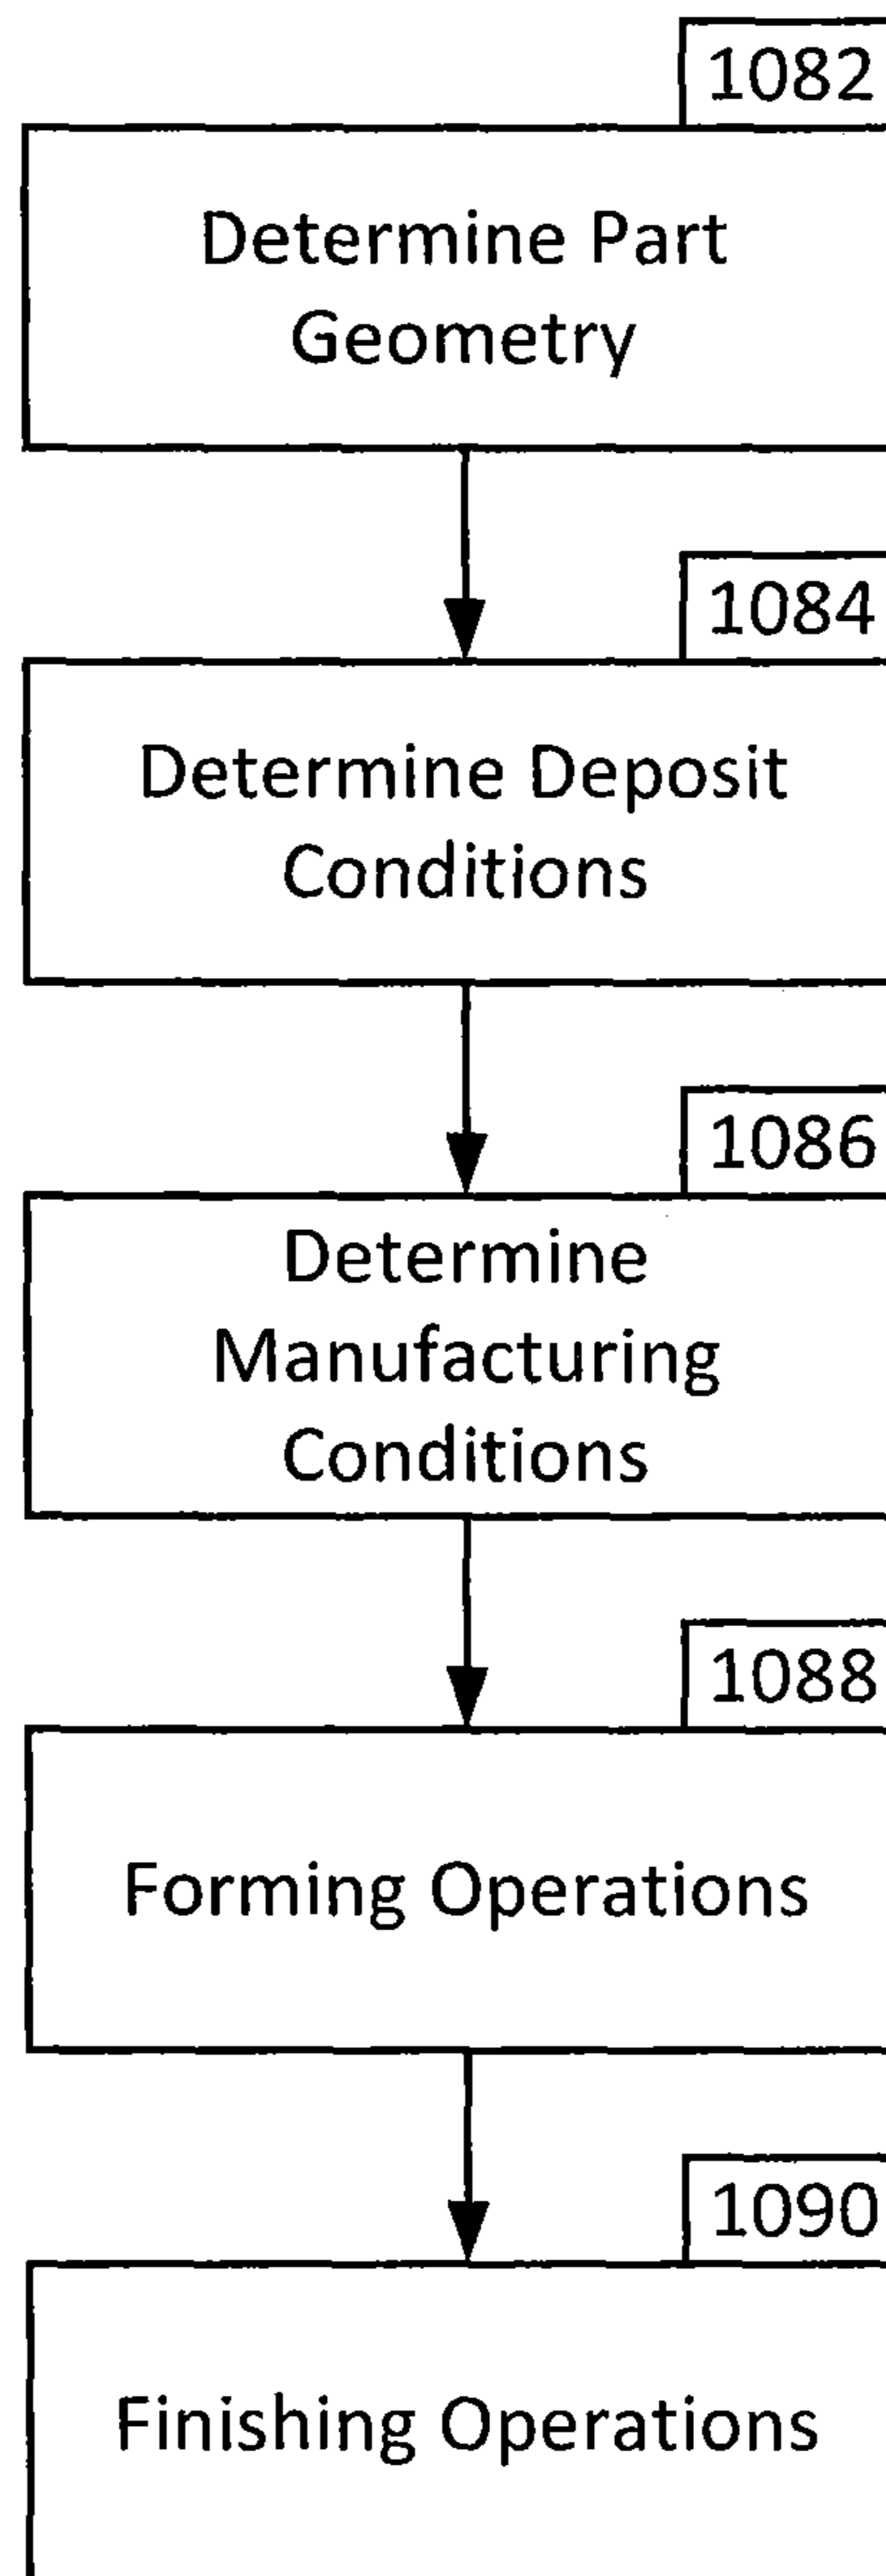 1082
Determine Part
Geometry
1084
Determine Deposit
Conditions
1086
Determine
Manufacturing
Conditions
1088
Forming Operations
1090
Finishing Operations